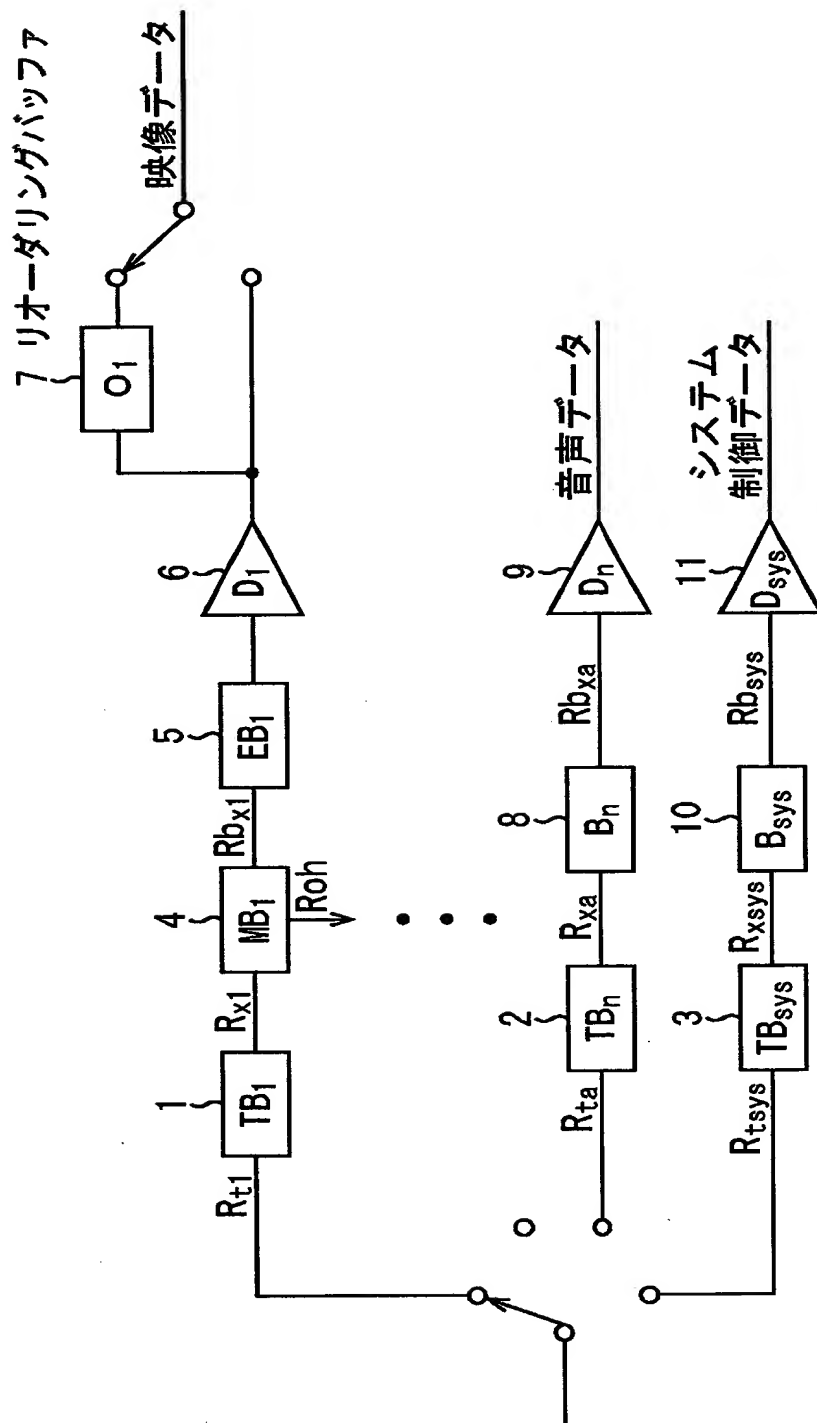 7 リオーダリングバッファ
O1
映像データ
1
TB1
Rt1
Rx1
4
MB1
Roh
Rbx1
5
EB1
6
D1
2
TBn
Rta
Rxa
8
Bn
Rbxa
9
Dn
音声データ
3
TBsys
Rtsys
Rxsys
10
Bsys
Rbsys
11
Dsys
システム
制御データ